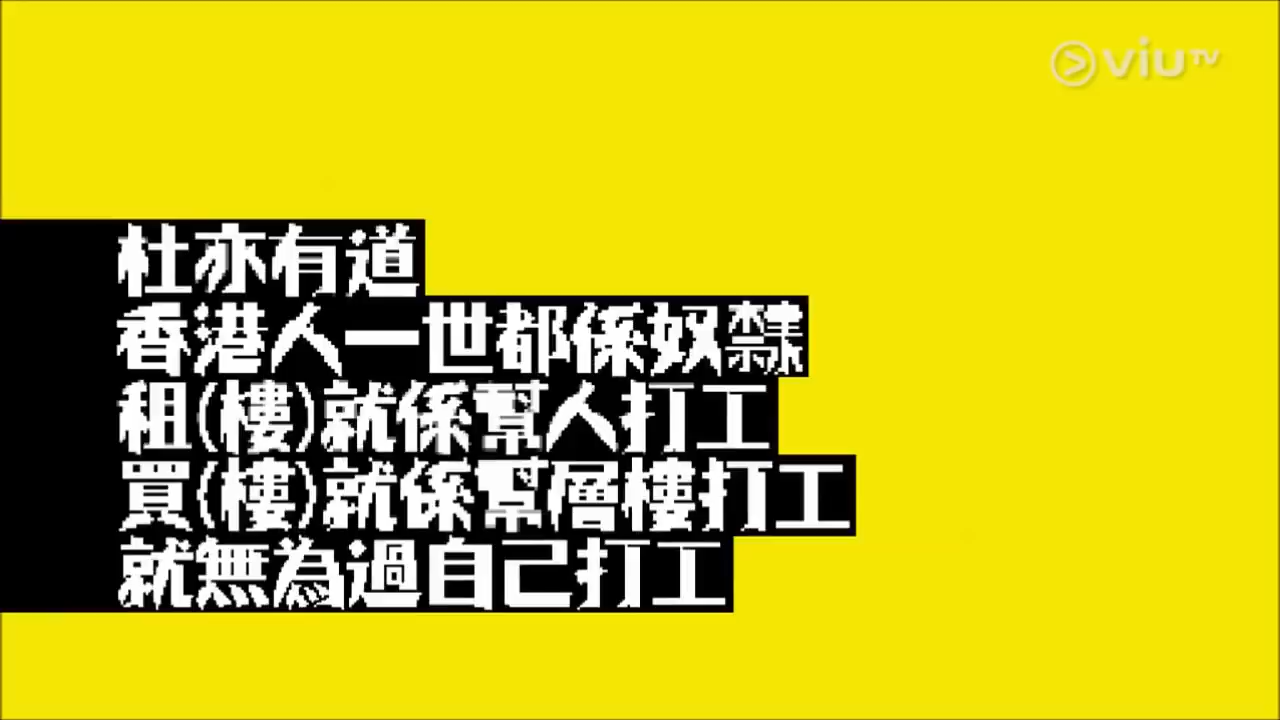 viuTV
杜亦有道
香港人一世都係奴隸
租(樓)就係幫人打工
買(樓)就係幫層樓打工
就無為過自己打工